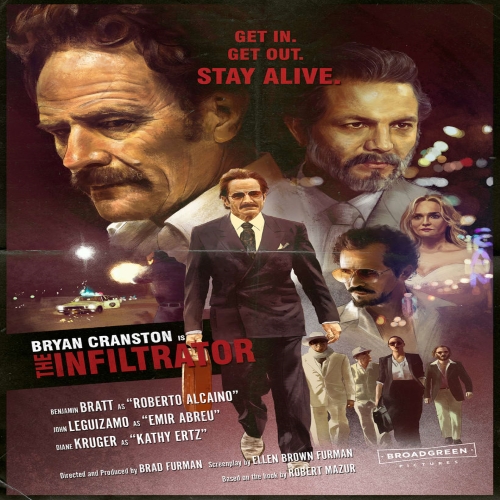 GET IN.
GET OUT.
STAY ALIVE.
BRYAN CRANSTON IS
THE INFILTRATOR
BENJAMIN BRATT AS "ROBERTO ALCAINO"
JOHN LEGUIZAMO AS "EMIR ABREU"
DIANE KRUGER AS "KATHY ERTZ"
Directed and Produced by BRAD FURMAN Screenplay by ELLEN BROWN FURMAN
Based on the book by ROBERT MAZUR
BROADGREEN
PICTURES